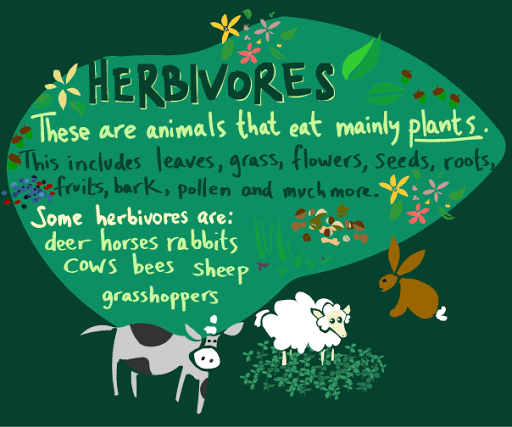 HERBIVORES
These are animals that eat mainly plants.
This includes leaves, grass, flowers, seeds, roots,
fruits, bark, pollen and much more.
Some herbivores are:
deer horses rabbits
cows bees sheep
grasshoppers